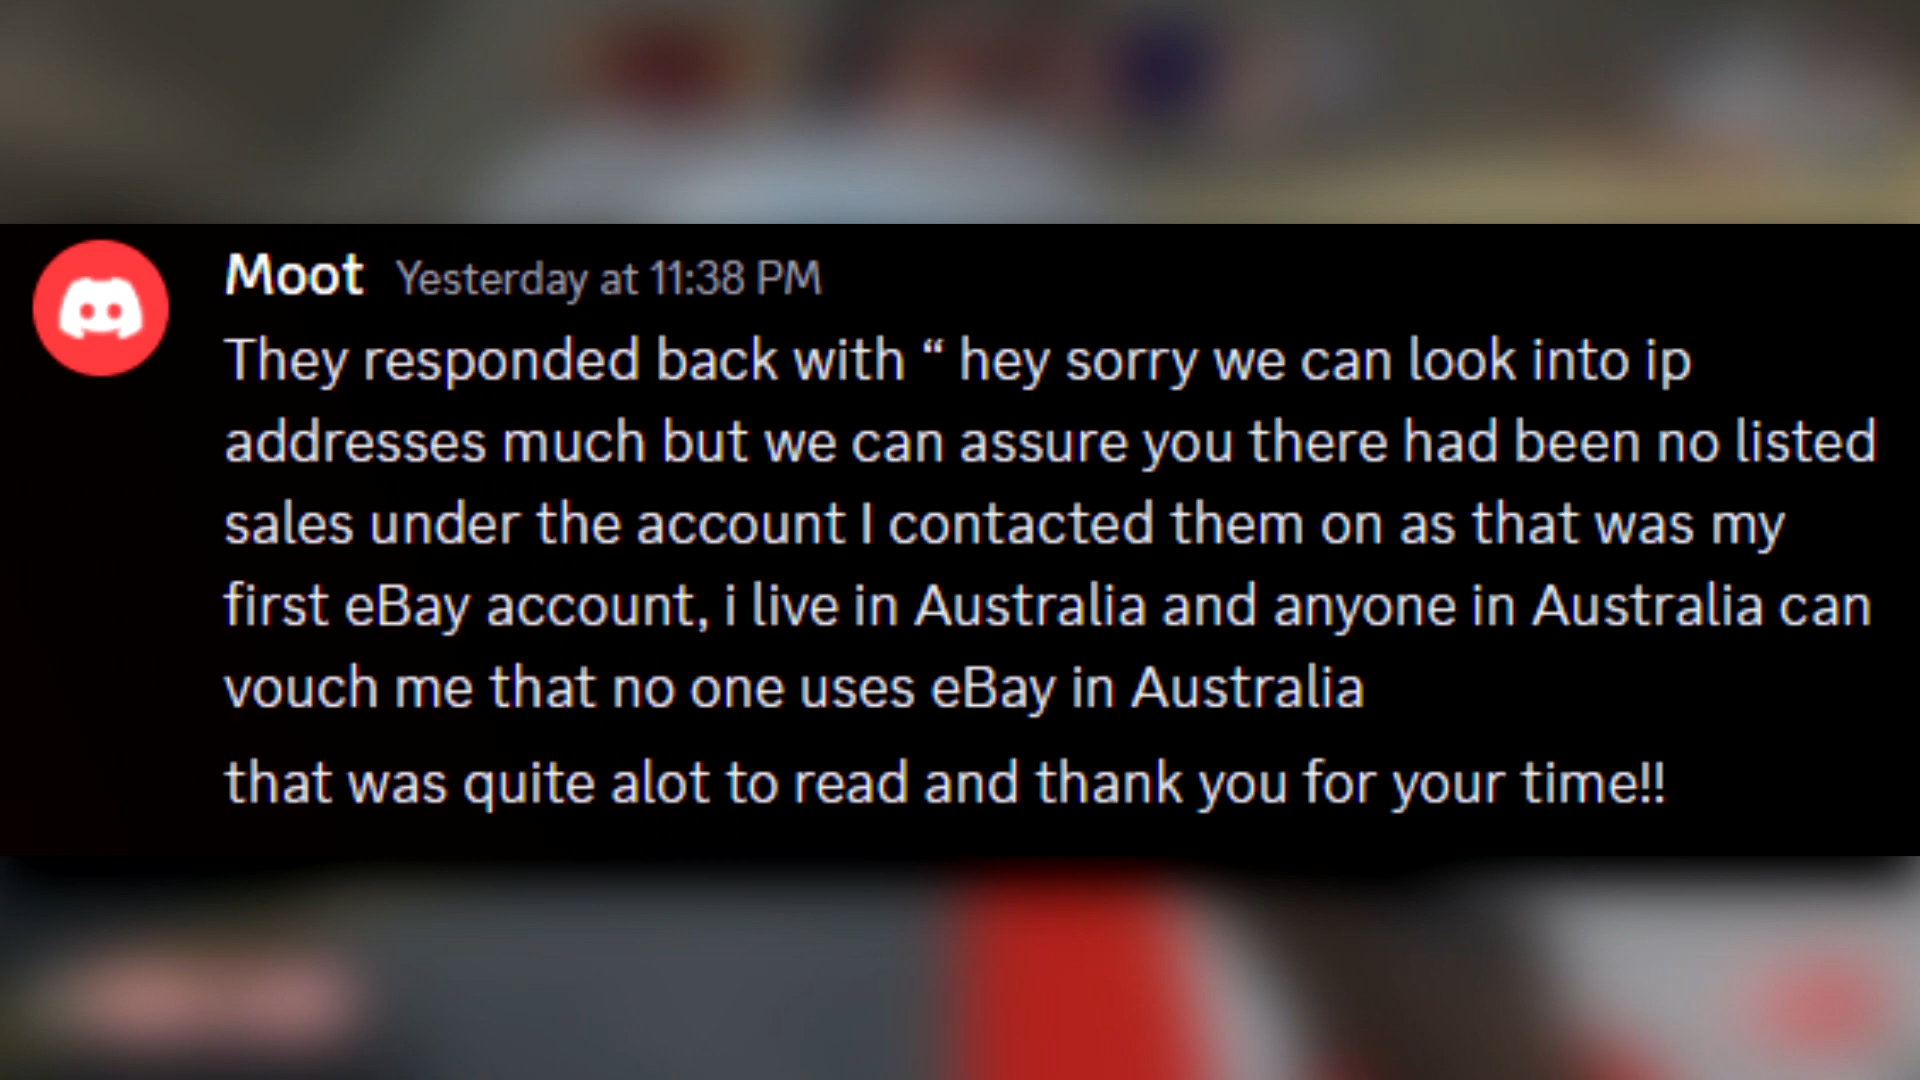 Moot Yesterday at 11:38 PM
They responded back with “ hey sorry we can look into ip
addresses much but we can assure you there had been no listed
sales under the account I contacted them on as that was my
first eBay account, i live in Australia and anyone in Australia can
vouch me that no one uses eBay in Australia
that was quite alot to read and thank you for your time!!